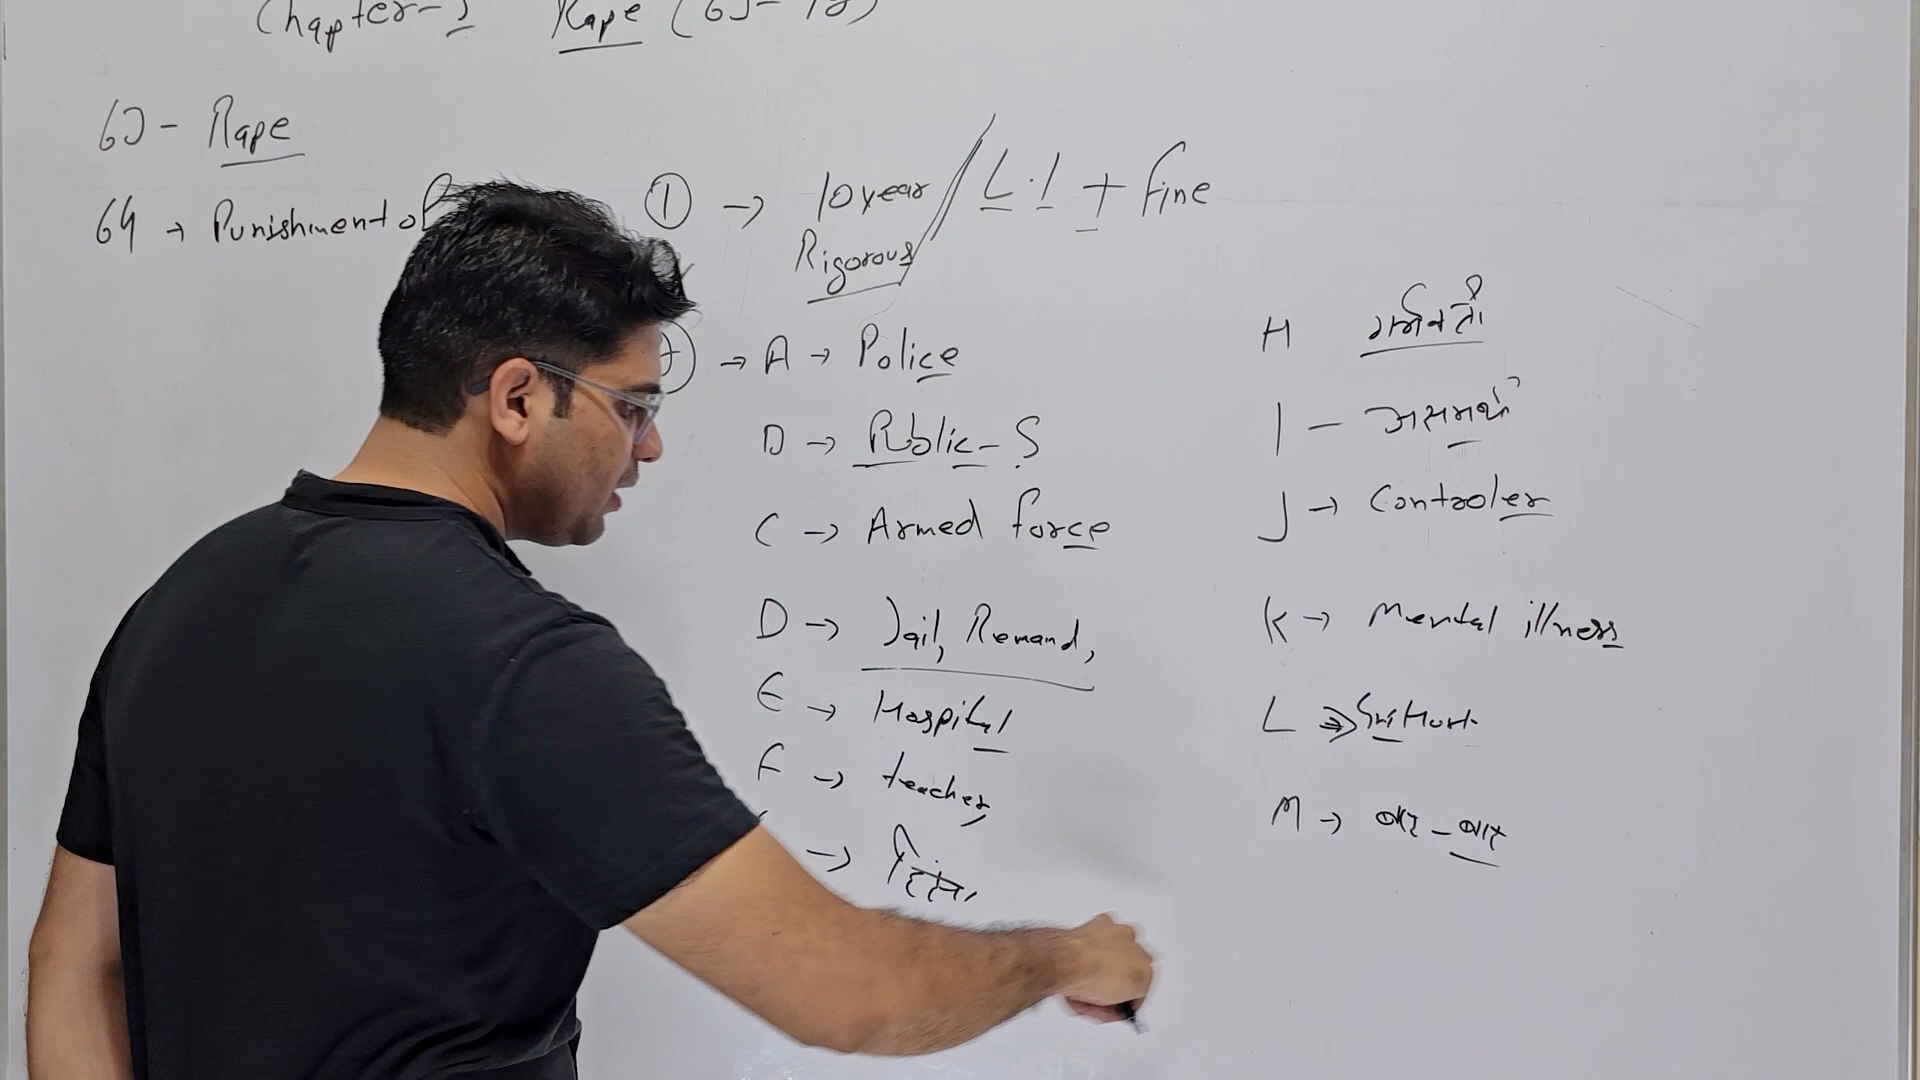 Chapter-5 Rape (63-73)
63 - Rape
64 → Punishment of
① → 10 year / L.I + fine
Rigorous
→ A → Police
B → Public - S
C → Armed force
D → Jail, Remand,
E → Hospital
F → teacher
→ हिंसा
H गर्भवती
I - असमर्थ
J → Controler
K → Mental illness
L →
M → बार - बार